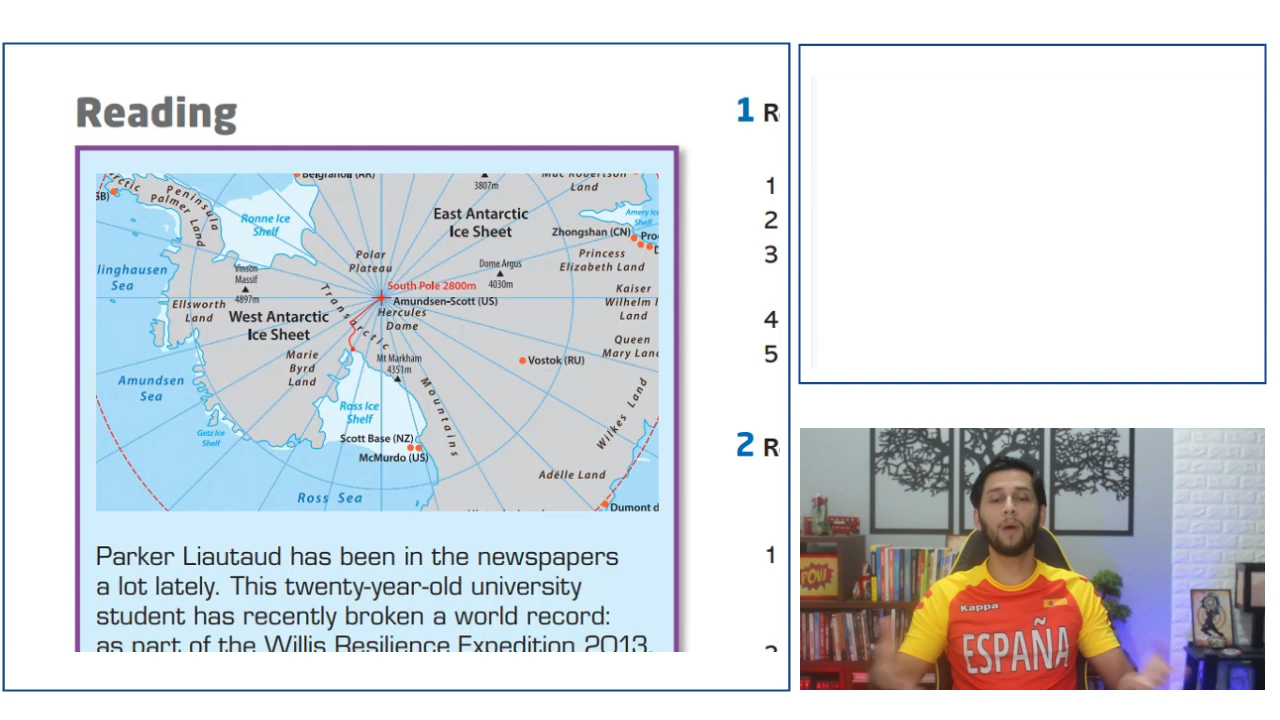 Reading
Belgrano II (AR)
3807m
Mac Robertson
Land
Peninsula
Palmer Land
Ronne Ice
Shelf
East Antarctic
Ice Sheet
Amery Ice
Shelf
Zhongshan (CN)
Princess
Elizabeth Land
Polar
Plateau
Dome Argus
4030m
Vinson
Massif
4897m
South Pole 2800m
Amundsen-Scott (US)
Hercules
Dome
Kaiser
Wilhelm I
Land
Ellsworth
Land
West Antarctic
Ice Sheet
Transarctic
Mountains
Queen
Mary Land
Marie
Byrd
Land
Mt Markham
4351m
Vostok (RU)
Amundsen
Sea
Ross Ice
Shelf
Getz Ice
Shelf
Scott Base (NZ)
McMurdo (US)
Wilkes Land
Adélle Land
Ross Sea
Dumont d
Parker Liautaud has been in the newspapers
a lot lately. This twenty-year-old university
student has recently broken a world record:
as part of the Willis Resilience Expedition 2013,
1 R
1
2
3
4
5
2 R
1
POW!
Kappa
ESPAÑA